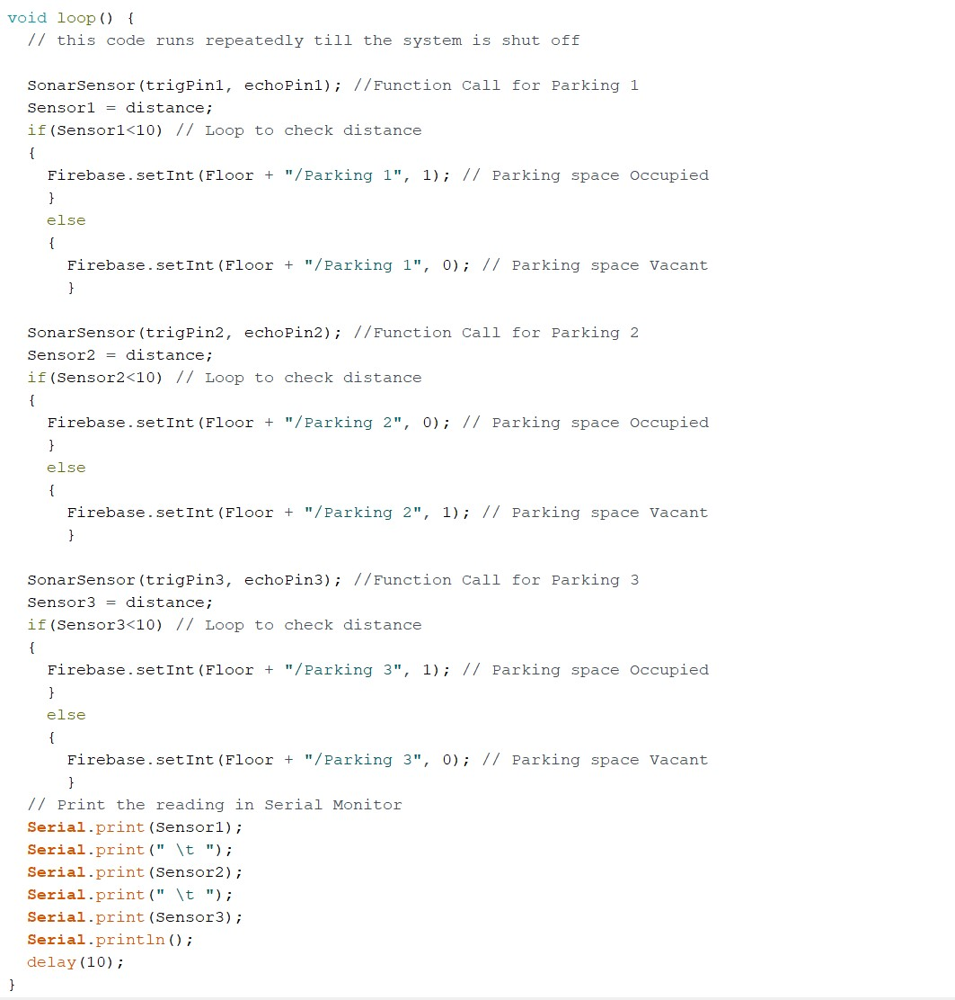 void loop() {
  // this code runs repeatedly till the system is shut off

  SonarSensor(trigPin1, echoPin1); //Function Call for Parking 1
  Sensor1 = distance;
  if(Sensor1<10) // Loop to check distance
  {
    Firebase.setInt(Floor + "/Parking 1", 1); // Parking space Occupied
    }
    else
    {
      Firebase.setInt(Floor + "/Parking 1", 0); // Parking space Vacant
      }

  SonarSensor(trigPin2, echoPin2); //Function Call for Parking 2
  Sensor2 = distance;
  if(Sensor2<10) // Loop to check distance
  {
    Firebase.setInt(Floor + "/Parking 2", 0); // Parking space Occupied
    }
    else
    {
      Firebase.setInt(Floor + "/Parking 2", 1); // Parking space Vacant
      }

  SonarSensor(trigPin3, echoPin3); //Function Call for Parking 3
  Sensor3 = distance;
  if(Sensor3<10) // Loop to check distance
  {
    Firebase.setInt(Floor + "/Parking 3", 1); // Parking space Occupied
    }
    else
    {
      Firebase.setInt(Floor + "/Parking 3", 0); // Parking space Vacant
      }
  // Print the reading in Serial Monitor
  Serial.print(Sensor1);
  Serial.print(" \t ");
  Serial.print(Sensor2);
  Serial.print(" \t ");
  Serial.print(Sensor3);
  Serial.println();
  delay(10);
}